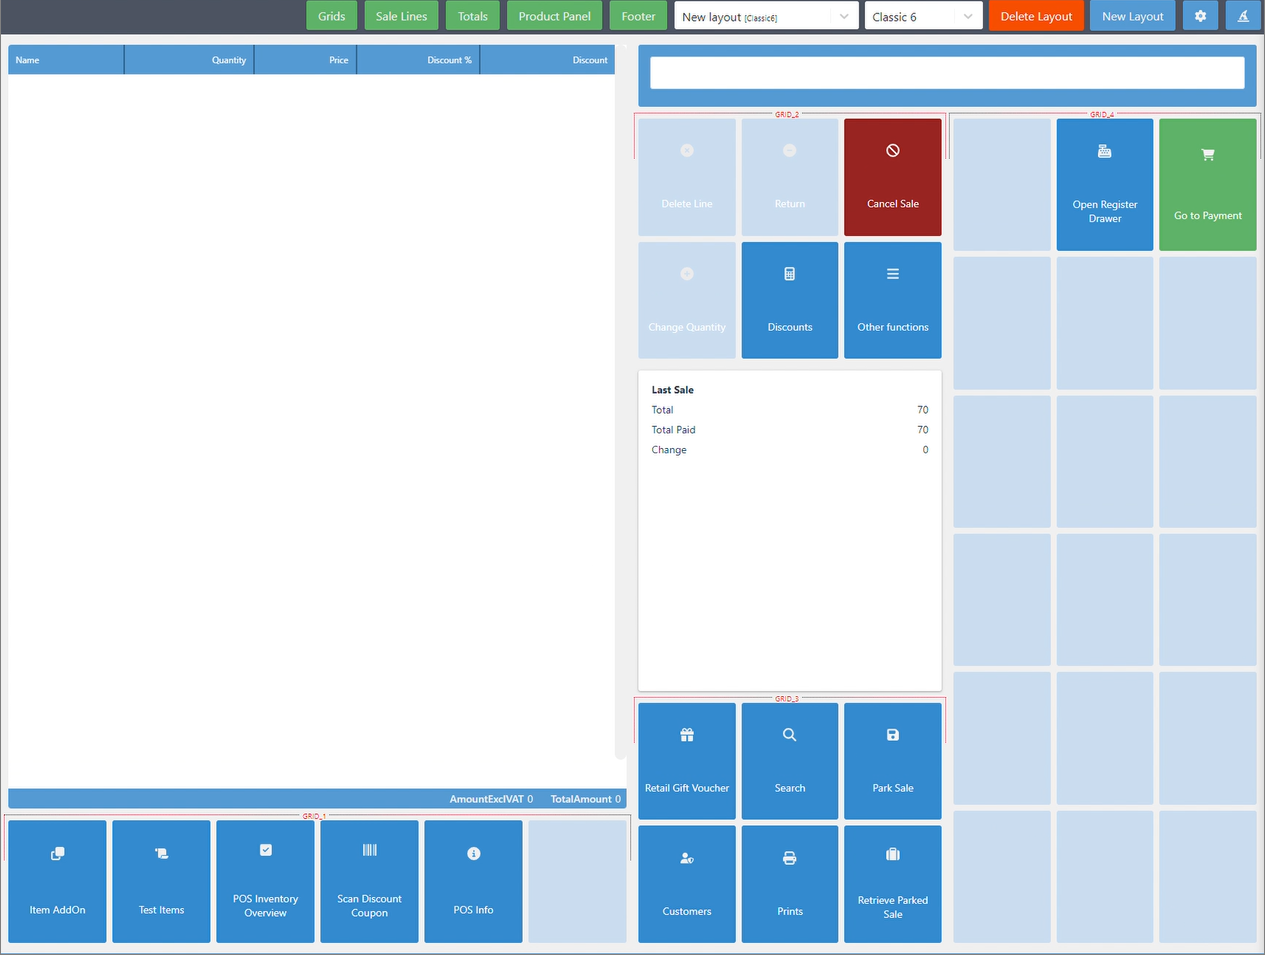 Grids
Sale Lines
Totals
Product Panel
Footer
New layout [Classic6]
Classic 6
Delete Layout
New Layout
Name
Quantity
Price
Discount %
Discount
GRID_2
GRID_4
Delete Line
Return
Cancel Sale
Open Register
Drawer
Go to Payment
Change Quantity
Discounts
Other functions
Last Sale
Total 70
Total Paid 70
Change 0
GRID_3
Retail Gift Voucher
Search
Park Sale
AmountExclVAT 0 TotalAmount 0
GRID_1
Item AddOn
Test Items
POS Inventory
Overview
Scan Discount
Coupon
POS Info
Customers
Prints
Retrieve Parked
Sale